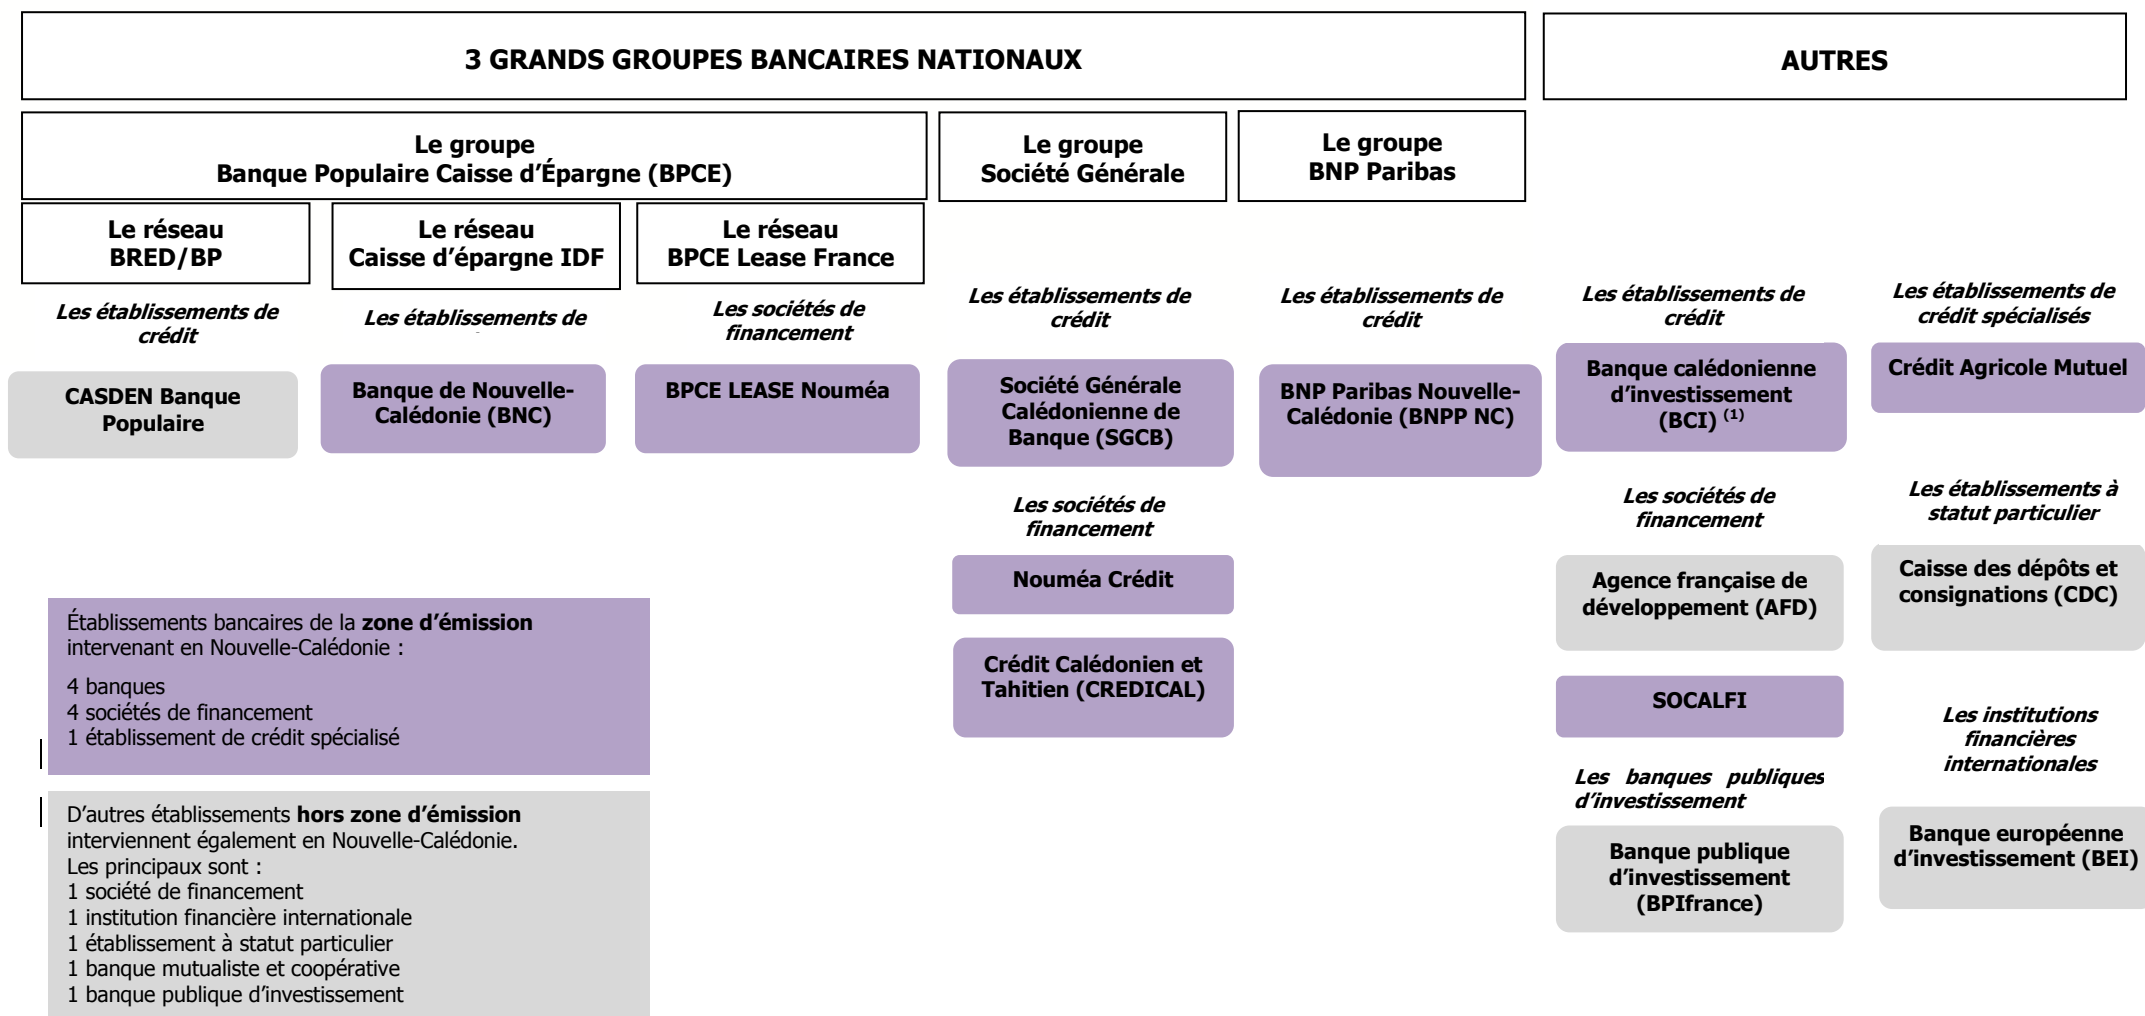 3 GRANDS GROUPES BANCAIRES NATIONAUX
AUTRES
Le groupe
Banque Populaire Caisse d'Épargne (BPCE)
Le groupe
Société Générale
Le groupe
BNP Paribas
Le réseau
BRED/BP
Le réseau
Caisse d'épargne IDF
Le réseau
BPCE Lease France
Les établissements de
crédit
CASDEN Banque
Populaire
Les établissements de
Banque de Nouvelle-
Calédonie (BNC)
Les sociétés de
financement
BPCE LEASE Nouméa
Les établissements de
crédit
Société Générale
Calédonienne de
Banque (SGCB)
Les sociétés de
financement
Nouméa Crédit
Crédit Calédonien et
Tahitien (CREDICAL)
Les établissements de
crédit
BNP Paribas Nouvelle-
Calédonie (BNPP NC)
Les établissements de
crédit
Banque calédonienne
d'investissement
(BCI) (1)
Les sociétés de
financement
Agence française de
développement (AFD)
SOCALFI
Les banques publiques
d'investissement
Banque publique
d'investissement
(BPIfrance)
Les établissements de
crédit spécialisés
Crédit Agricole Mutuel
Les établissements à
statut particulier
Caisse des dépôts et
consignations (CDC)
Les institutions
financières
internationales
Banque européenne
d'investissement (BEI)
Établissements bancaires de la zone d'émission
intervenant en Nouvelle-Calédonie :
4 banques
4 sociétés de financement
1 établissement de crédit spécialisé
D'autres établissements hors zone d'émission
interviennent également en Nouvelle-Calédonie.
Les principaux sont :
1 société de financement
1 institution financière internationale
1 établissement à statut particulier
1 banque mutualiste et coopérative
1 banque publique d'investissement